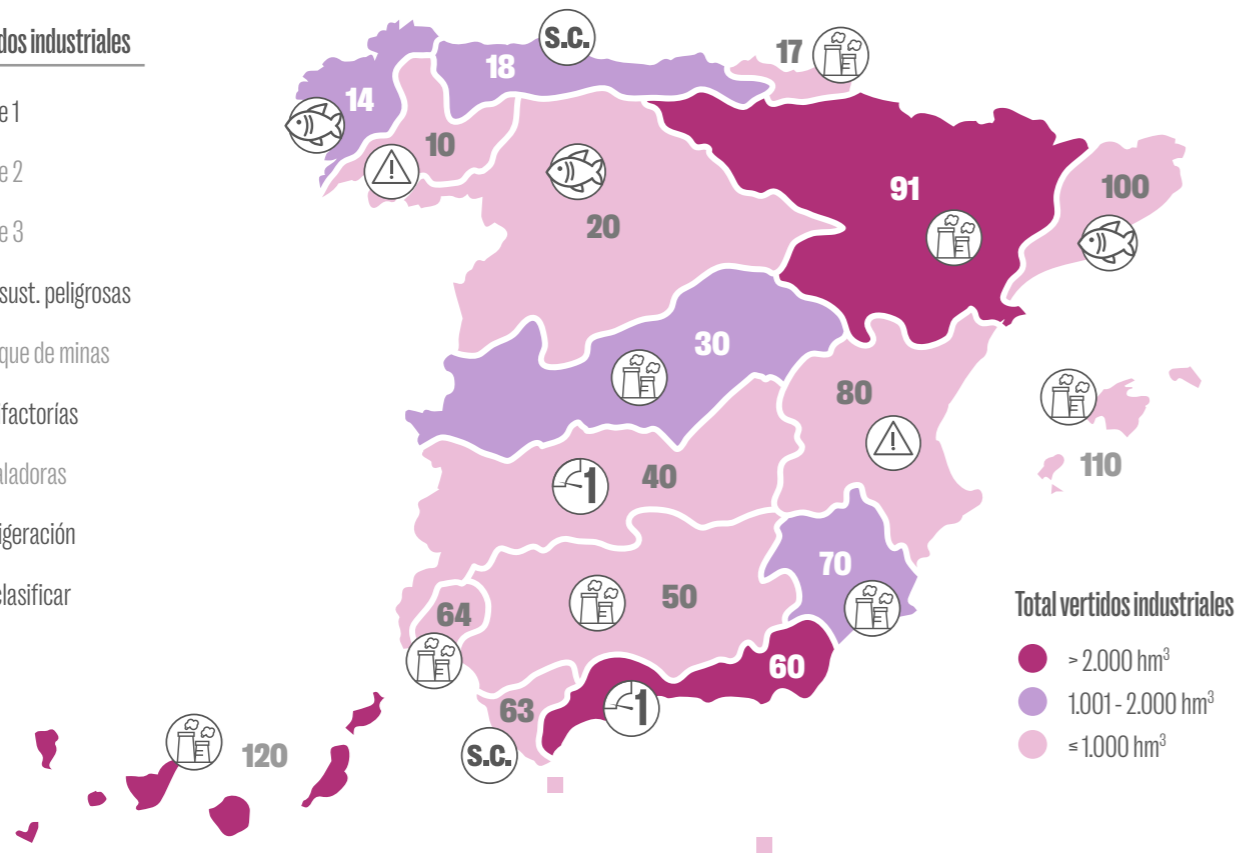 dos industriales
e 1
e 2
e 3
sust. peligrosas
que de minas
ifactorías
aladoras
igeración
clasificar
S.C.
17
18
14
10
91
100
20
30
80
110
40
70
50
64
60
63
1
1
S.C.
120
Total vertidos industriales
> 2.000 hm³
1.001 - 2.000 hm³
≤ 1.000 hm³